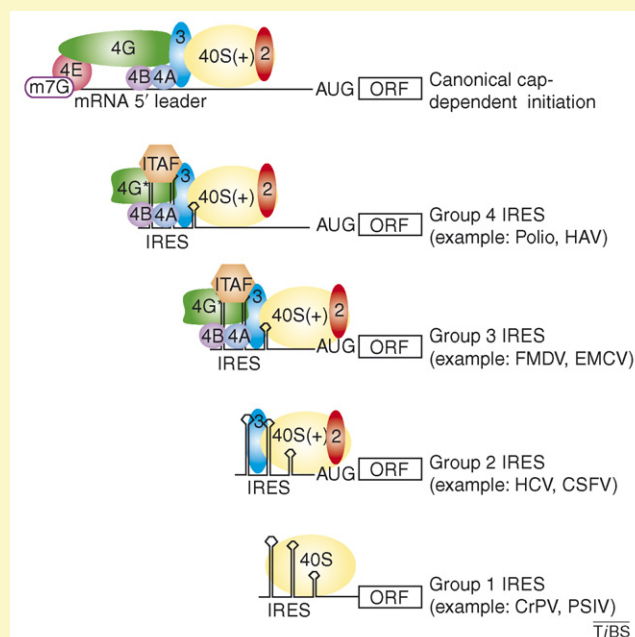 4G 3 40S(+) 2
4E 4B 4A
m7G mRNA 5′ leader AUG ORF
Canonical cap-
dependent initiation
ITAF
4G* 3 40S(+) 2
4B 4A AUG ORF
IRES
Group 4 IRES
(example: Polio, HAV)
ITAF
4G* 3 40S(+) 2
4B 4A AUG ORF
IRES
Group 3 IRES
(example: FMDV, EMCV)
3 40S(+) 2
AUG ORF
IRES
Group 2 IRES
(example: HCV, CSFV)
40S
ORF
IRES
Group 1 IRES
(example: CrPV, PSIV)
TiBS